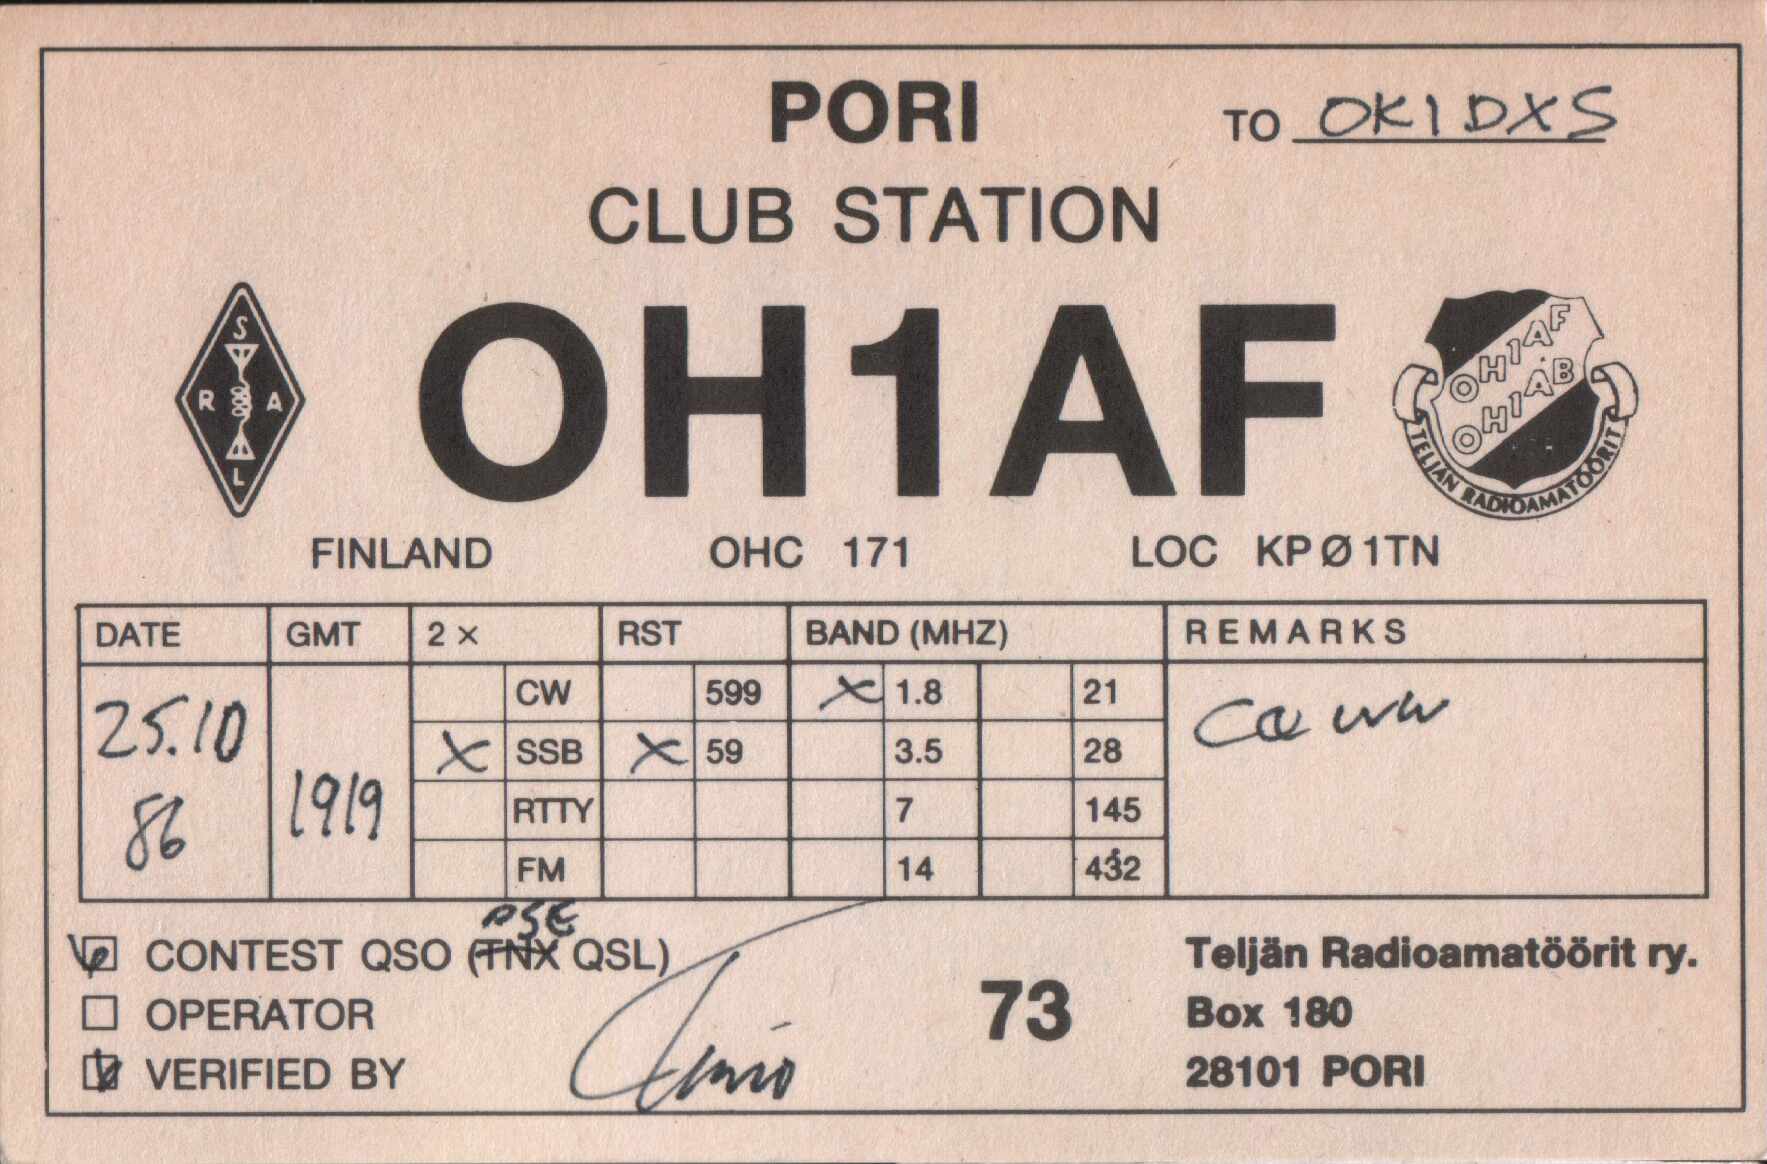 PORI
TO OK1DXS
CLUB STATION
S
R A
L
OH1AF
OH1AF
OH1AB
TELJÄN RADIOAMATÖÖRIT
FINLAND OHC 171 LOC KPØ1TN
DATE GMT 2 × RST BAND (MHZ) REMARKS
CW 599 X 1.8 21
25.10 X SSB X 59 3.5 28 CQ WW
86 1919 RTTY 7 145
FM 14 432
PSE
CONTEST QSO (TNX QSL)
OPERATOR
VERIFIED BY
73
Teljän Radioamatöörit ry.
Box 180
28101 PORI